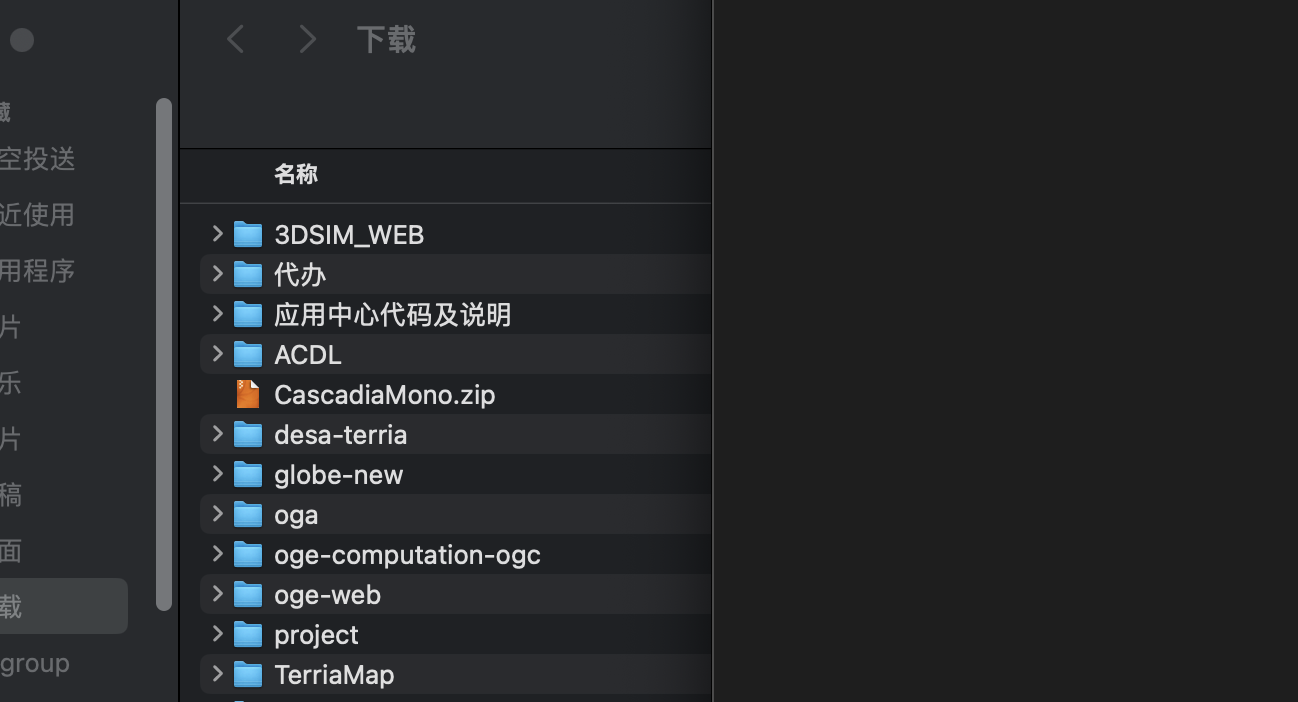 下载
藏
空投送
近使用
用程序
片
乐
片
稿
面
载
group
名称
3DSIM_WEB
代办
应用中心代码及说明
ACDL
CascadiaMono.zip
desa-terria
globe-new
oga
oge-computation-ogc
oge-web
project
TerriaMap